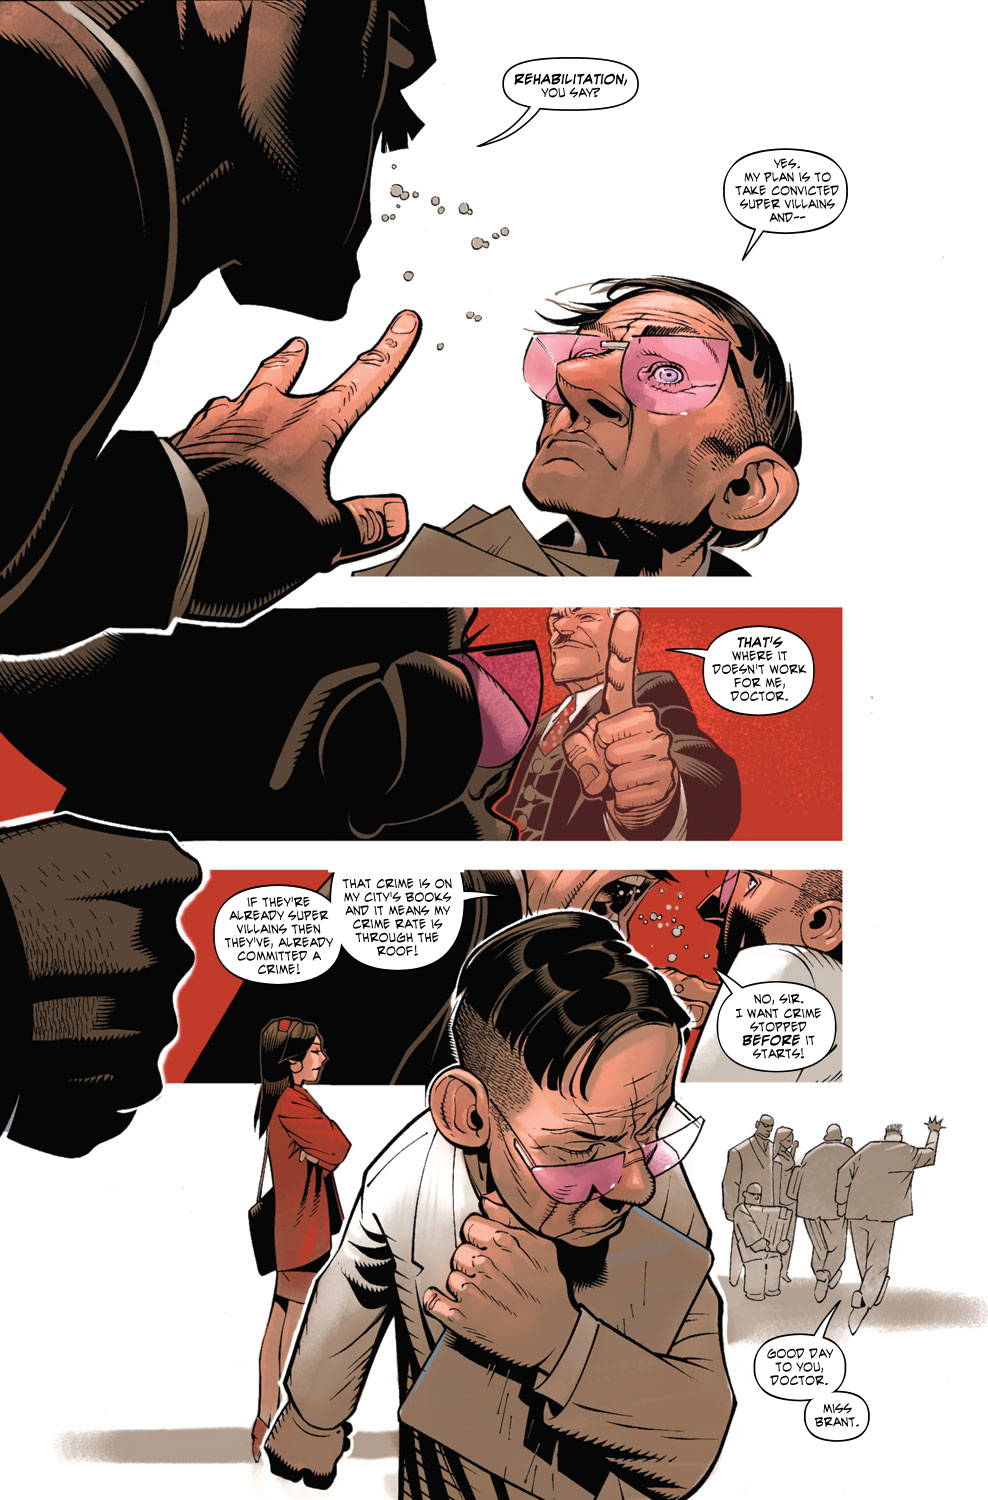 REHABILITATION,
YOU SAY?
YES.
MY PLAN IS TO
TAKE CONVICTED
SUPER VILLAINS
AND--
THAT'S
WHERE IT
DOESN'T WORK
FOR ME,
DOCTOR.
IF THEY'RE
ALREADY SUPER
VILLAINS THEN
THEY'VE, ALREADY
COMMITTED A
CRIME!
THAT CRIME IS ON
MY CITY'S BOOKS
AND IT MEANS MY
CRIME RATE IS
THROUGH THE
ROOF!
NO, SIR.
I WANT CRIME
STOPPED
BEFORE IT
STARTS!
GOOD DAY
TO YOU,
DOCTOR.
MISS
BRANT.